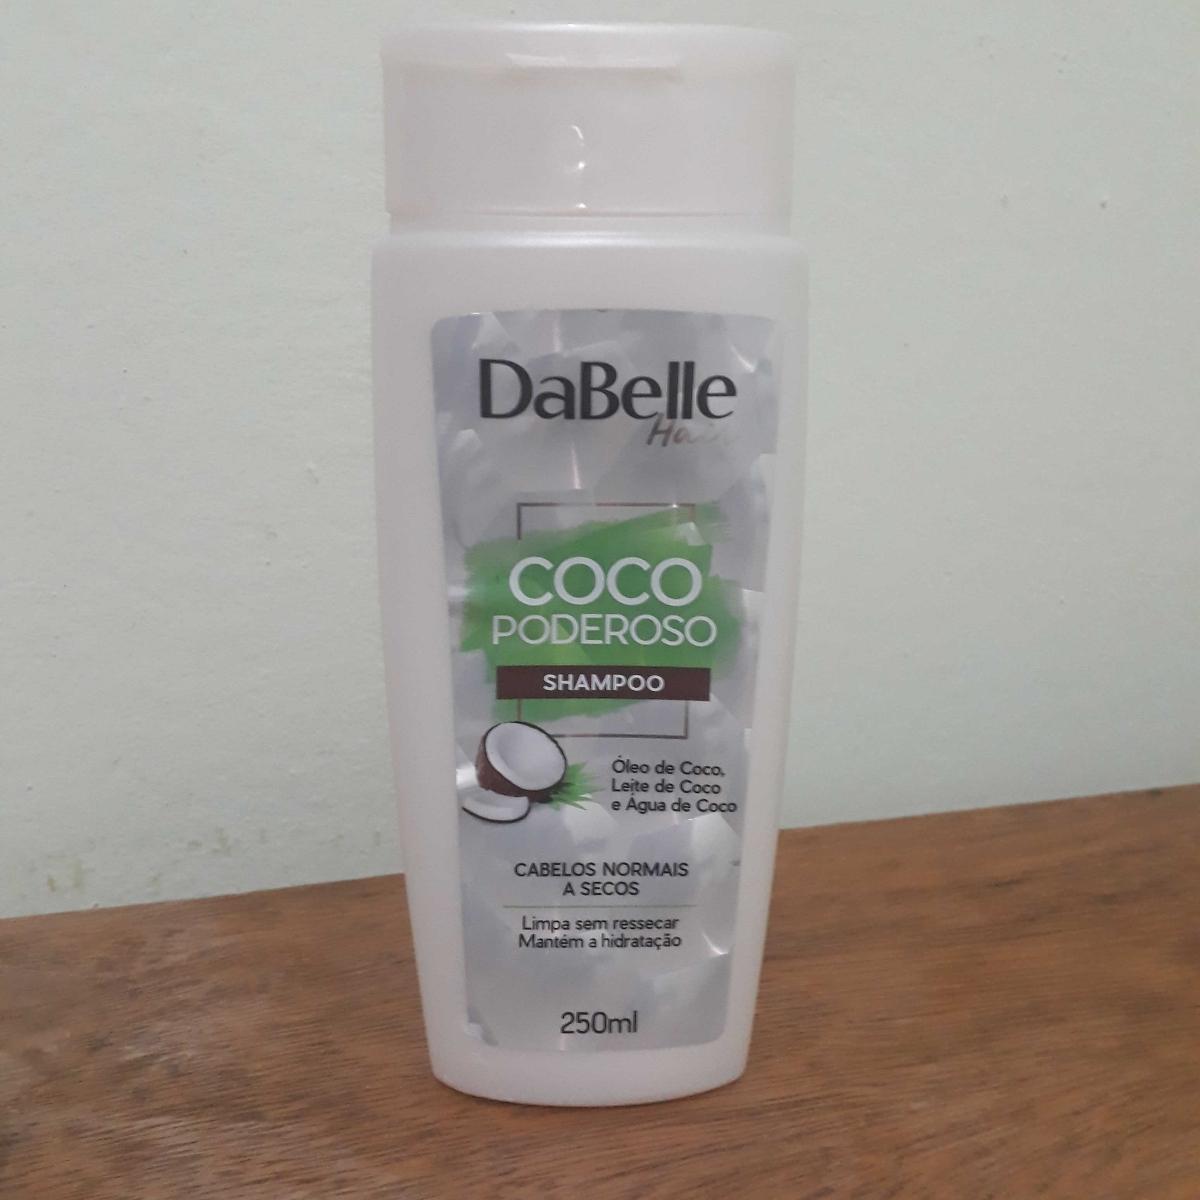 DaBelle
Hair
COCO
PODEROSO
SHAMPOO
Óleo de Coco,
Leite de Coco
e Água de Coco
CABELOS NORMAIS
A SECOS
Limpa sem ressecar
Mantém a hidratação
250ml